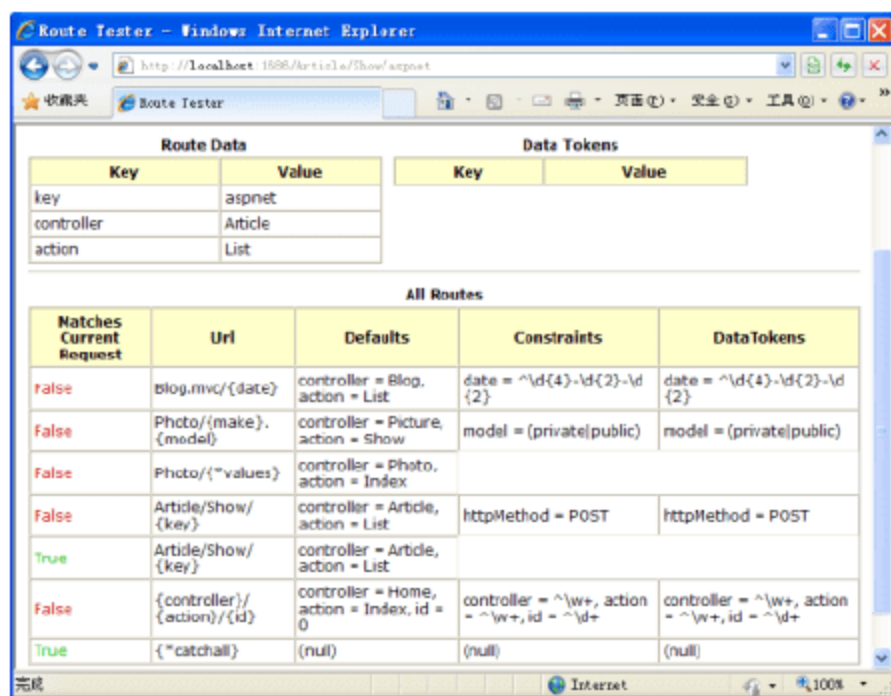 Route Tester - Windows Internet Explorer
http://localhost:1686/Article/Show/aspnet
收藏夹 Route Tester 页面(P) 安全(S) 工具(O)
Route Data Data Tokens
Key Value Key Value
key aspnet
controller Article
action List
All Routes
Matches Url Defaults Constraints DataTokens
Current
Request
False Blog.mvc/{date} controller = Blog, date = ^\d{4}-\d{2}-\d date = ^\d{4}-\d{2}-\d
action = List {2} {2}
False Photo/{make}. controller = Picture, model = (private|public) model = (private|public)
{model} action = Show
False Photo/{*values} controller = Photo,
action = Index
False Article/Show/ controller = Article, httpMethod = POST httpMethod = POST
{key} action = List
True Article/Show/ controller = Article,
{key} action = List
False {controller}/ controller = Home, controller = ^\w+, action controller = ^\w+, action
{action}/{id} action = Index, id = = ^\w+, id = ^\d+ = ^\w+, id = ^\d+
0
True {*catchall} (null) (null) (null)
完成 Internet 100%